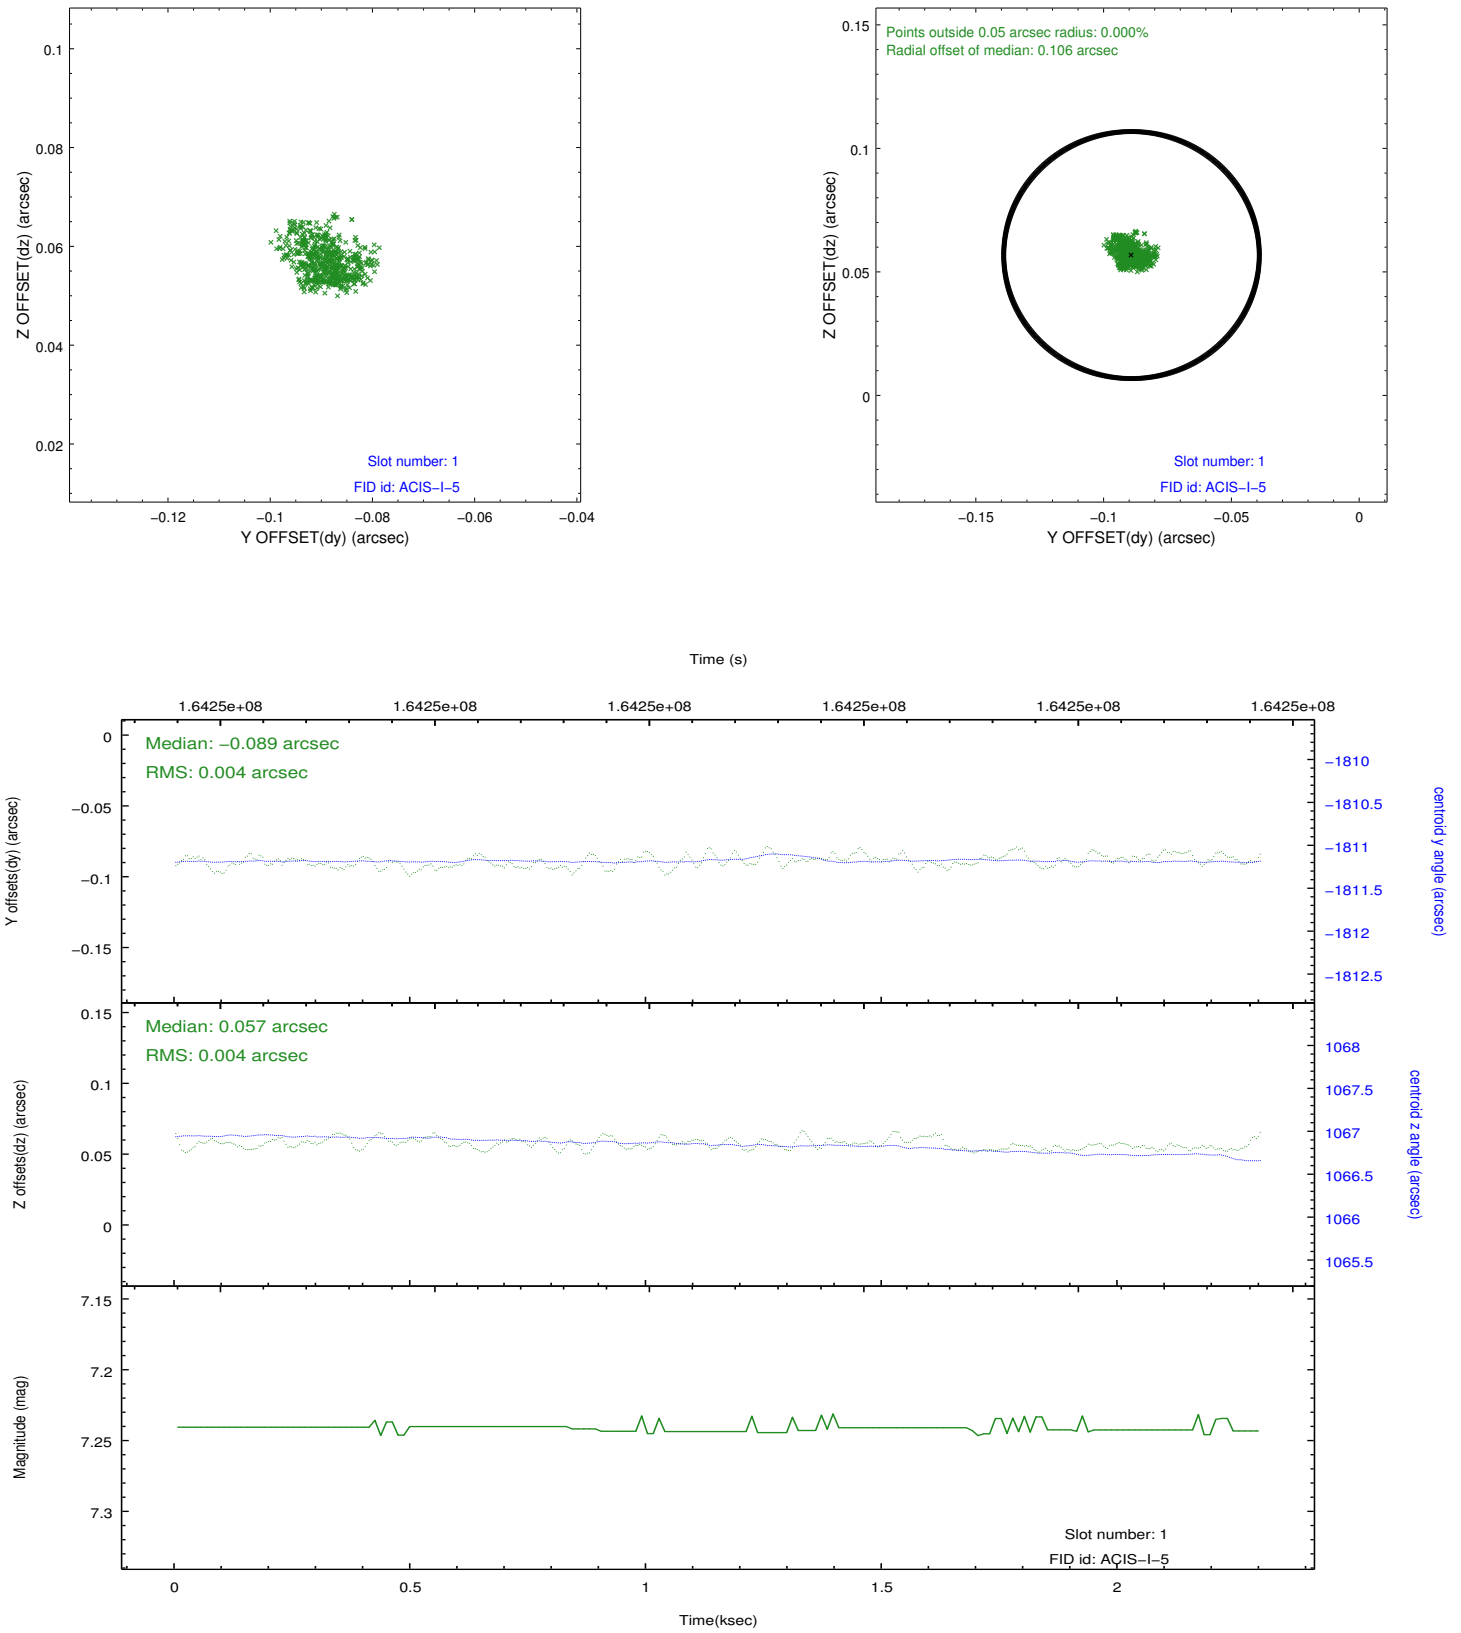 0.1
0.08
0.06
0.04
0.02
Z OFFSET(dz) (arcsec)
Slot number: 1
FID id: ACIS−I−5
−0.12 −0.1 −0.08 −0.06 −0.04
Y OFFSET(dy) (arcsec)
Points outside 0.05 arcsec radius: 0.000%
Radial offset of median: 0.106 arcsec
0.15
0.1
0.05
0
Z OFFSET(dz) (arcsec)
Slot number: 1
FID id: ACIS−I−5
−0.15 −0.1 −0.05 0
Y OFFSET(dy) (arcsec)
Time (s)
1.6425e+08 1.6425e+08 1.6425e+08 1.6425e+08 1.6425e+08 1.6425e+08
Median: −0.089 arcsec
RMS: 0.004 arcsec
0
−0.05
−0.1
−0.15
Y offsets(dy) (arcsec)
−1810
−1810.5
−1811
−1811.5
−1812
−1812.5
centroid y angle (arcsec)
Median: 0.057 arcsec
RMS: 0.004 arcsec
0.15
0.1
0.05
0
Z offsets(dz) (arcsec)
1068
1067.5
1067
1066.5
1066
1065.5
centroid z angle (arcsec)
7.15
7.2
7.25
7.3
Magnitude (mag)
Slot number: 1
FID id: ACIS−I−5
0 0.5 1 1.5 2
Time(ksec)